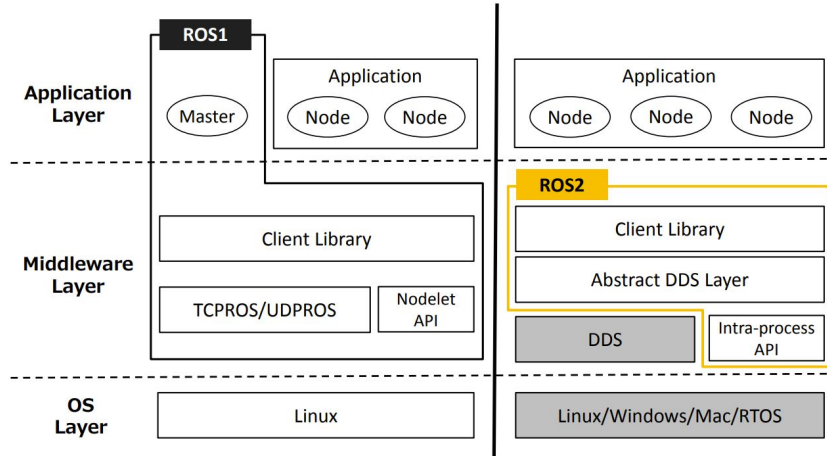 ROS1
Application
Layer
Master
Application
Node
Node
Application
Node
Node
Node
Middleware
Layer
Client Library
TCPROS/UDPROS
Nodelet
API
ROS2
Client Library
Abstract DDS Layer
DDS
Intra-process
API
OS
Layer
Linux
Linux/Windows/Mac/RTOS